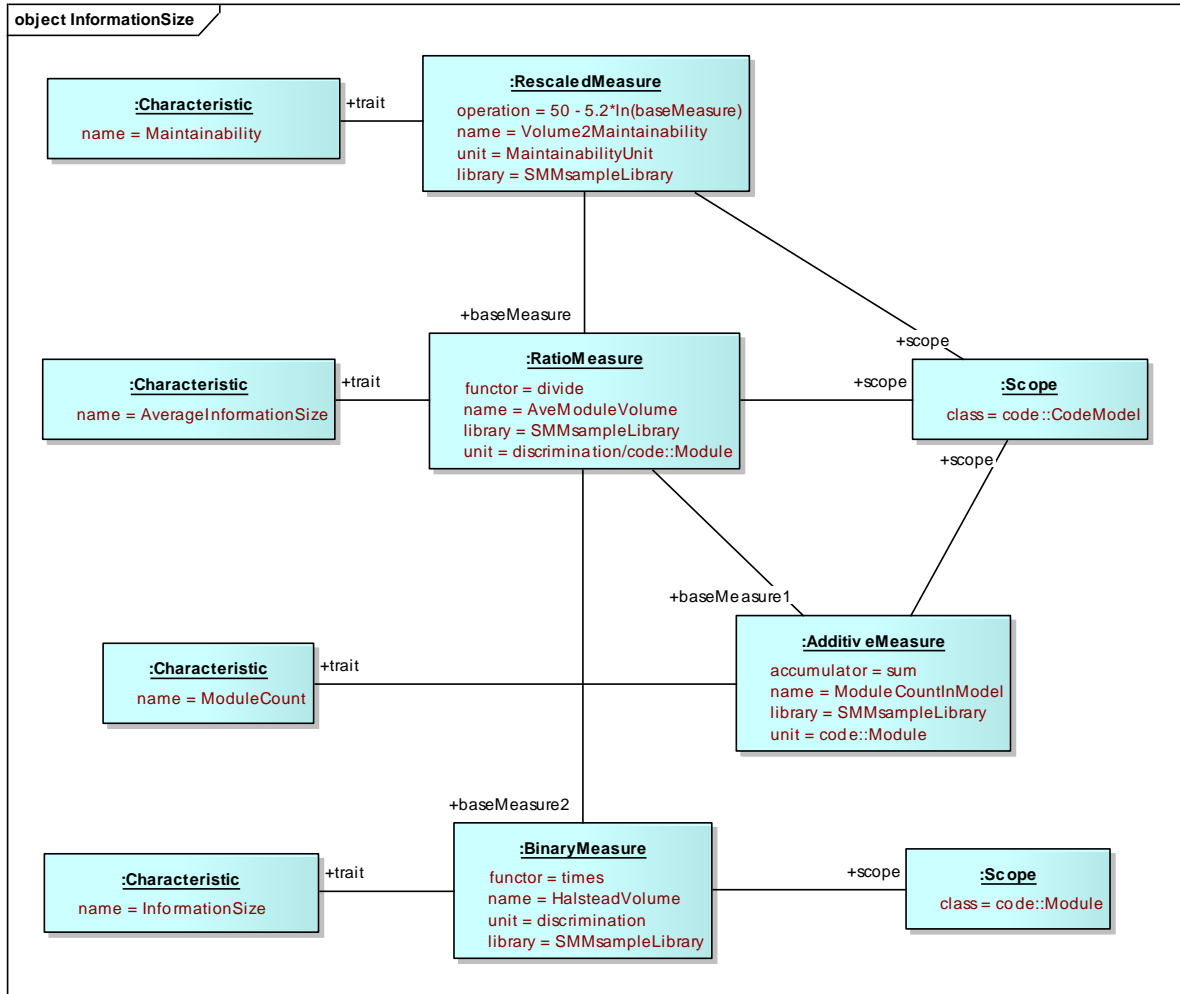 object InformationSize
:RescaledMeasure
operation = 50 - 5.2*ln(baseMeasure)
name = Volume2Maintainability
unit = MaintainabilityUnit
library = SMMsampleLibrary
:Characteristic
name = Maintainability
+trait
+baseMeasure
+scope
:RatioMeasure
functor = divide
name = AveModuleVolume
library = SMMsampleLibrary
unit = discrimination/code::Module
:Characteristic
name = AverageInformationSize
+trait
+scope
:Scope
class = code::CodeModel
+scope
+baseMeasure1
:AdditiveMeasure
accumulator = sum
name = ModuleCountInModel
library = SMMsampleLibrary
unit = code::Module
:Characteristic
name = ModuleCount
+trait
+baseMeasure2
:BinaryMeasure
functor = times
name = HalsteadVolume
unit = discrimination
library = SMMsampleLibrary
:Characteristic
name = InformationSize
+trait
+scope
:Scope
class = code::Module